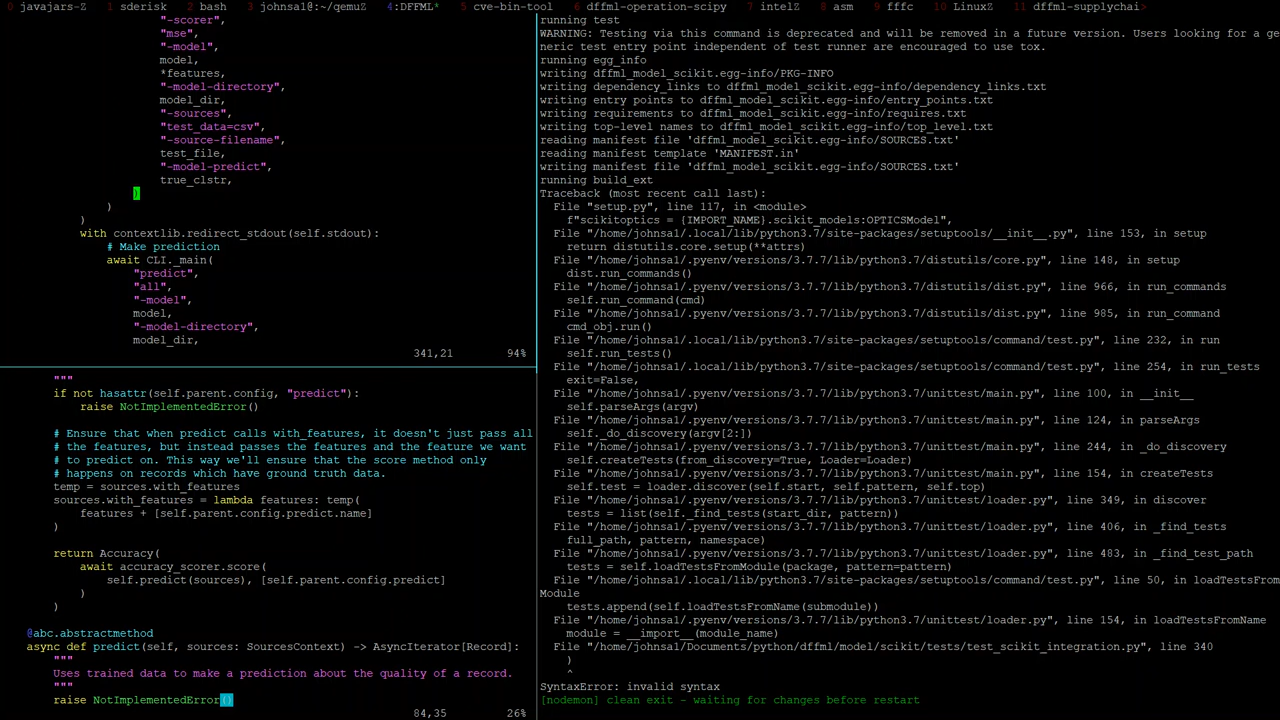 0 javajars-Z  1 sderisk  2 bash  3 johnsa1@:~/qemuZ  4:DFFML*  5 cve-bin-tool  6 dffml-operation-scipy  7 intelZ  8 asm  9 fffc  10 LinuxZ  11 dffml-supplychai>
"-scorer",
"mse",
"-model",
model,
*features,
"-model-directory",
model_dir,
"-sources",
"test_data=csv",
"-source-filename",
test_file,
"-model-predict",
true_clstr,
)
)
)
with contextlib.redirect_stdout(self.stdout):
# Make prediction
await CLI._main(
"predict",
"all",
"-model",
model,
"-model-directory",
model_dir,
341,21  94%
"""
if not hasattr(self.parent.config, "predict"):
raise NotImplementedError()
# Ensure that when predict calls with_features, it doesn't just pass all
# the features, but instead passes the features and the feature we want
# to predict on. This way we'll ensure that the score method only
# happens on records which have ground truth data.
temp = sources.with_features
sources.with_features = lambda features: temp(
features + [self.parent.config.predict.name]
)
return Accuracy(
await accuracy_scorer.score(
self.predict(sources), [self.parent.config.predict]
)
)
@abc.abstractmethod
async def predict(self, sources: SourcesContext) -> AsyncIterator[Record]:
"""
Uses trained data to make a prediction about the quality of a record.
"""
raise NotImplementedError()
84,35  26%
running test
WARNING: Testing via this command is deprecated and will be removed in a future version. Users looking for a ge
neric test entry point independent of test runner are encouraged to use tox.
running egg_info
writing dffml_model_scikit.egg-info/PKG-INFO
writing dependency_links to dffml_model_scikit.egg-info/dependency_links.txt
writing entry points to dffml_model_scikit.egg-info/entry_points.txt
writing requirements to dffml_model_scikit.egg-info/requires.txt
writing top-level names to dffml_model_scikit.egg-info/top_level.txt
reading manifest file 'dffml_model_scikit.egg-info/SOURCES.txt'
reading manifest template 'MANIFEST.in'
writing manifest file 'dffml_model_scikit.egg-info/SOURCES.txt'
running build_ext
Traceback (most recent call last):
File "setup.py", line 117, in <module>
f"scikitoptics = {IMPORT_NAME}.scikit_models:OPTICSModel",
File "/home/johnsa1/.local/lib/python3.7/site-packages/setuptools/__init__.py", line 153, in setup
return distutils.core.setup(**attrs)
File "/home/johnsa1/.pyenv/versions/3.7.7/lib/python3.7/distutils/core.py", line 148, in setup
dist.run_commands()
File "/home/johnsa1/.pyenv/versions/3.7.7/lib/python3.7/distutils/dist.py", line 966, in run_commands
self.run_command(cmd)
File "/home/johnsa1/.pyenv/versions/3.7.7/lib/python3.7/distutils/dist.py", line 985, in run_command
cmd_obj.run()
File "/home/johnsa1/.local/lib/python3.7/site-packages/setuptools/command/test.py", line 232, in run
self.run_tests()
File "/home/johnsa1/.local/lib/python3.7/site-packages/setuptools/command/test.py", line 254, in run_tests
exit=False,
File "/home/johnsa1/.pyenv/versions/3.7.7/lib/python3.7/unittest/main.py", line 100, in __init__
self.parseArgs(argv)
File "/home/johnsa1/.pyenv/versions/3.7.7/lib/python3.7/unittest/main.py", line 124, in parseArgs
self._do_discovery(argv[2:])
File "/home/johnsa1/.pyenv/versions/3.7.7/lib/python3.7/unittest/main.py", line 244, in _do_discovery
self.createTests(from_discovery=True, Loader=Loader)
File "/home/johnsa1/.pyenv/versions/3.7.7/lib/python3.7/unittest/main.py", line 154, in createTests
self.test = loader.discover(self.start, self.pattern, self.top)
File "/home/johnsa1/.pyenv/versions/3.7.7/lib/python3.7/unittest/loader.py", line 349, in discover
tests = list(self._find_tests(start_dir, pattern))
File "/home/johnsa1/.pyenv/versions/3.7.7/lib/python3.7/unittest/loader.py", line 406, in _find_tests
full_path, pattern, namespace)
File "/home/johnsa1/.pyenv/versions/3.7.7/lib/python3.7/unittest/loader.py", line 483, in _find_test_path
tests = self.loadTestsFromModule(package, pattern=pattern)
File "/home/johnsa1/.local/lib/python3.7/site-packages/setuptools/command/test.py", line 50, in loadTestsFrom
Module
tests.append(self.loadTestsFromName(submodule))
File "/home/johnsa1/.pyenv/versions/3.7.7/lib/python3.7/unittest/loader.py", line 154, in loadTestsFromName
module = __import__(module_name)
File "/home/johnsa1/Documents/python/dffml/model/scikit/tests/test_scikit_integration.py", line 340
)
^
SyntaxError: invalid syntax
[nodemon] clean exit - waiting for changes before restart